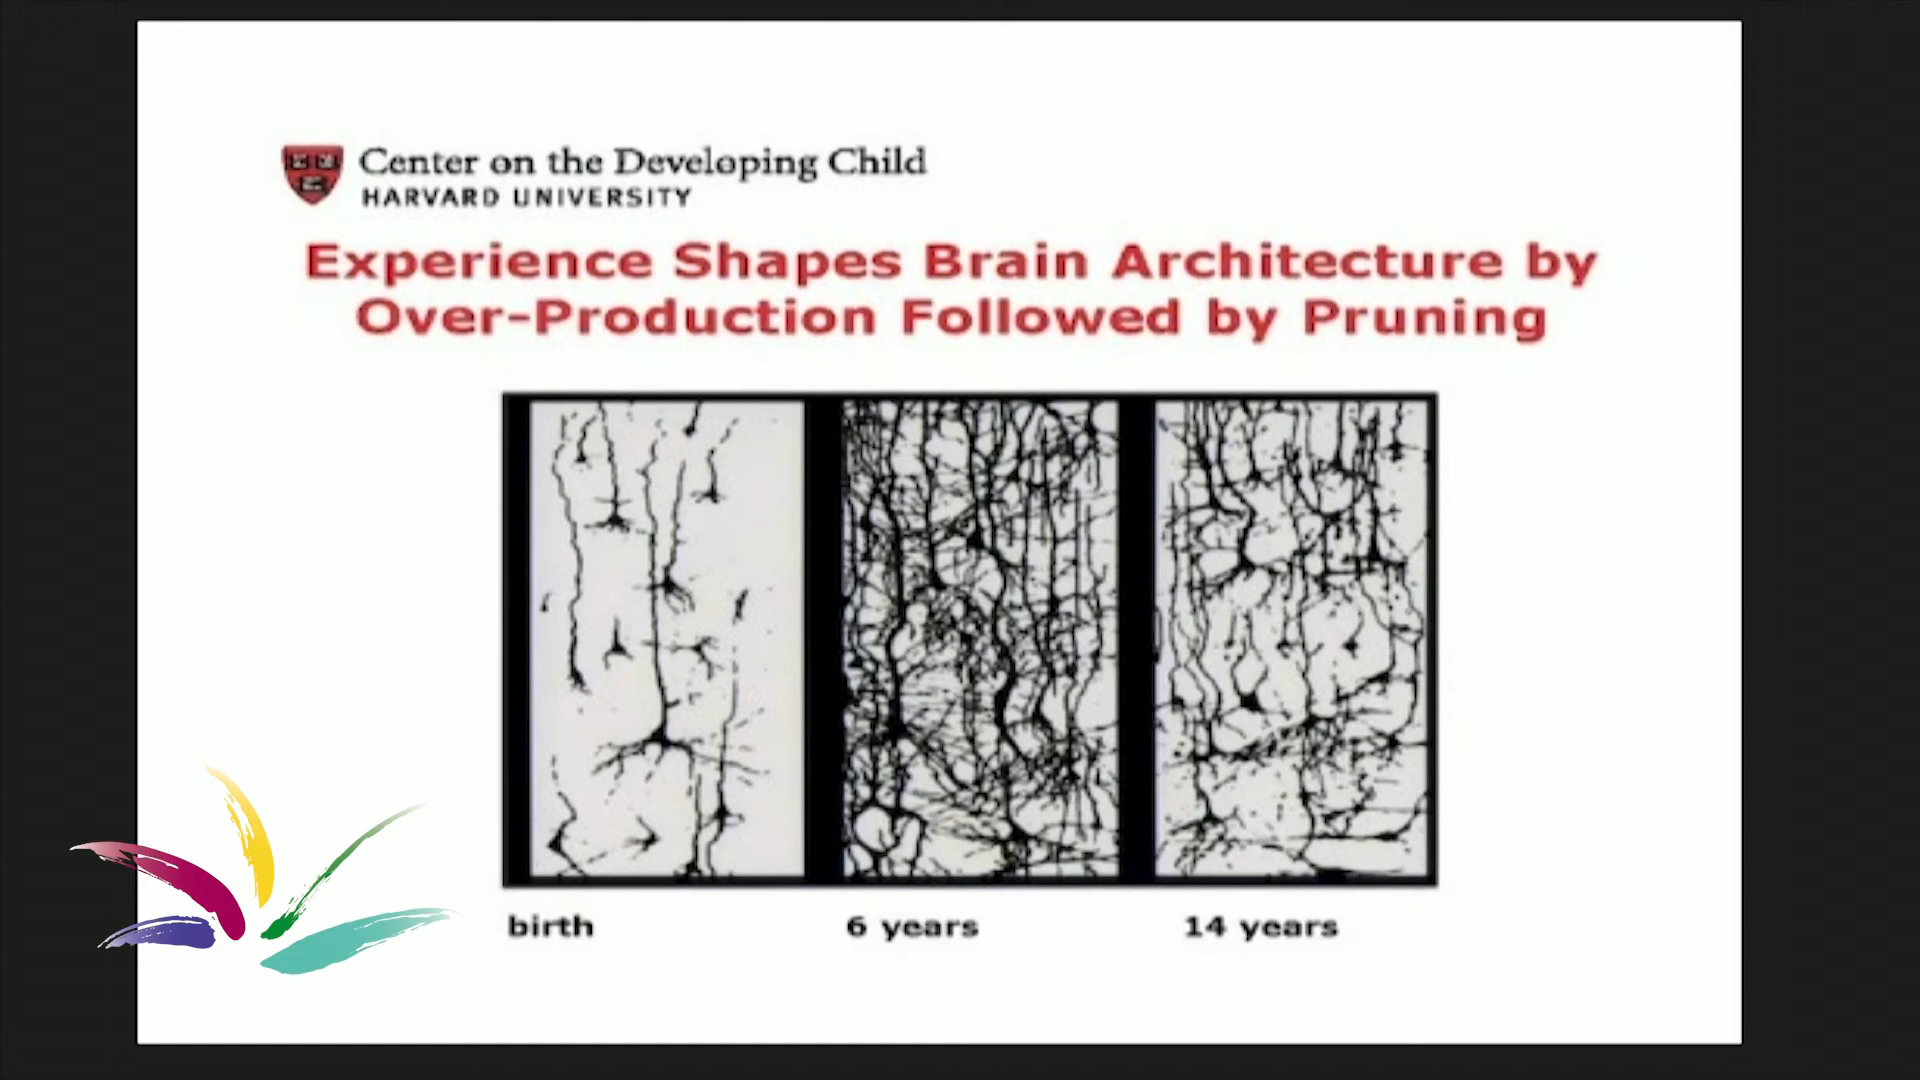 Center on the Developing Child
HARVARD UNIVERSITY
Experience Shapes Brain Architecture by
Over-Production Followed by Pruning
birth
6 years
14 years